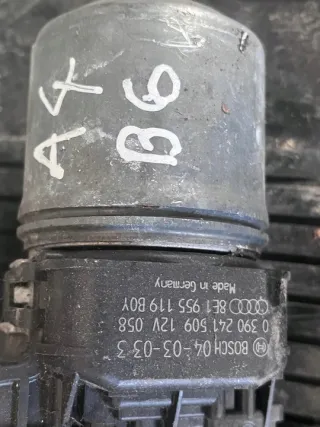 A4
B6
BOSCH 04-03-03 3
0 390 241 509 12V 058
8E1 955 119 B0Y
Made in Germany